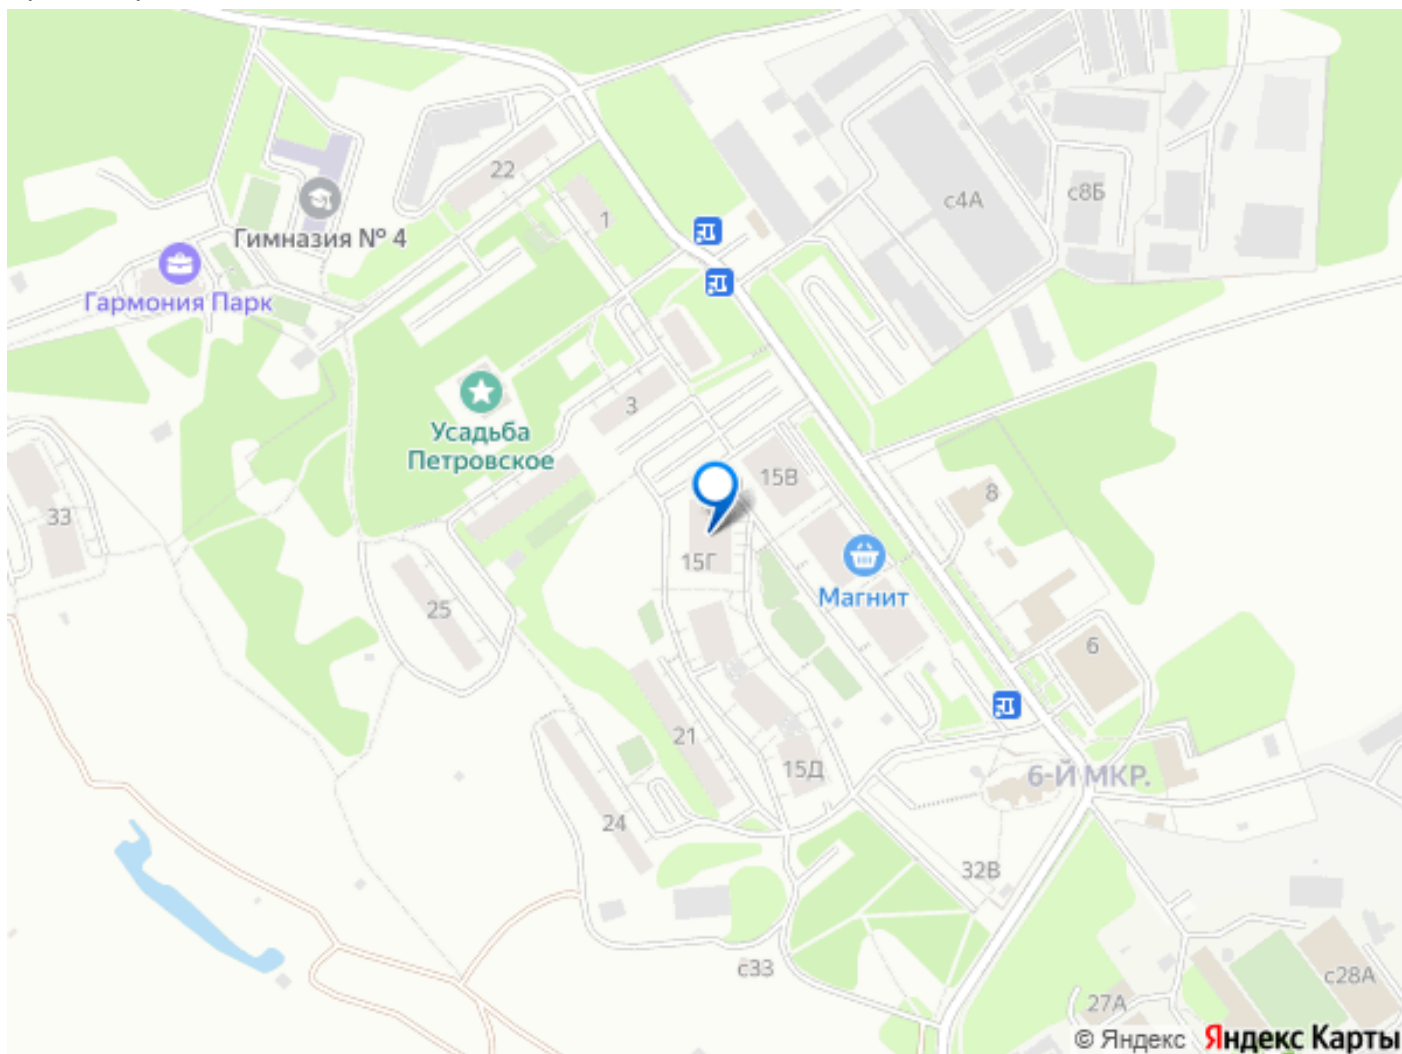 22
с4А
с8Б
1
Гимназия № 4
Гармония Парк
3
Усадьба
Петровское
15В
8
33
15Г
Магнит
25
6
21
15Д
6-Й МКР.
24
32В
с33
с28А
27А
© Яндекс Яндекс Карты